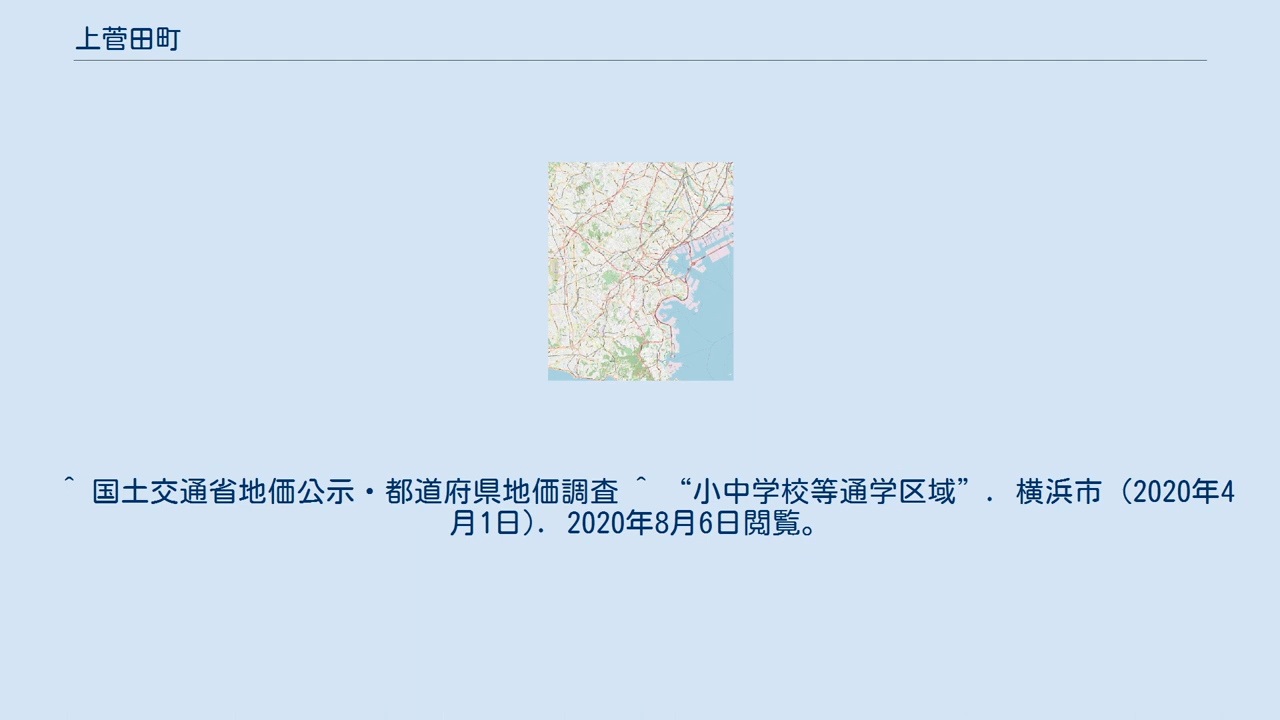 上菅田町
^ 国土交通省地価公示・都道府県地価調査 ^ “小中学校等通学区域”. 横浜市 (2020年4
月1日). 2020年8月6日閲覧。